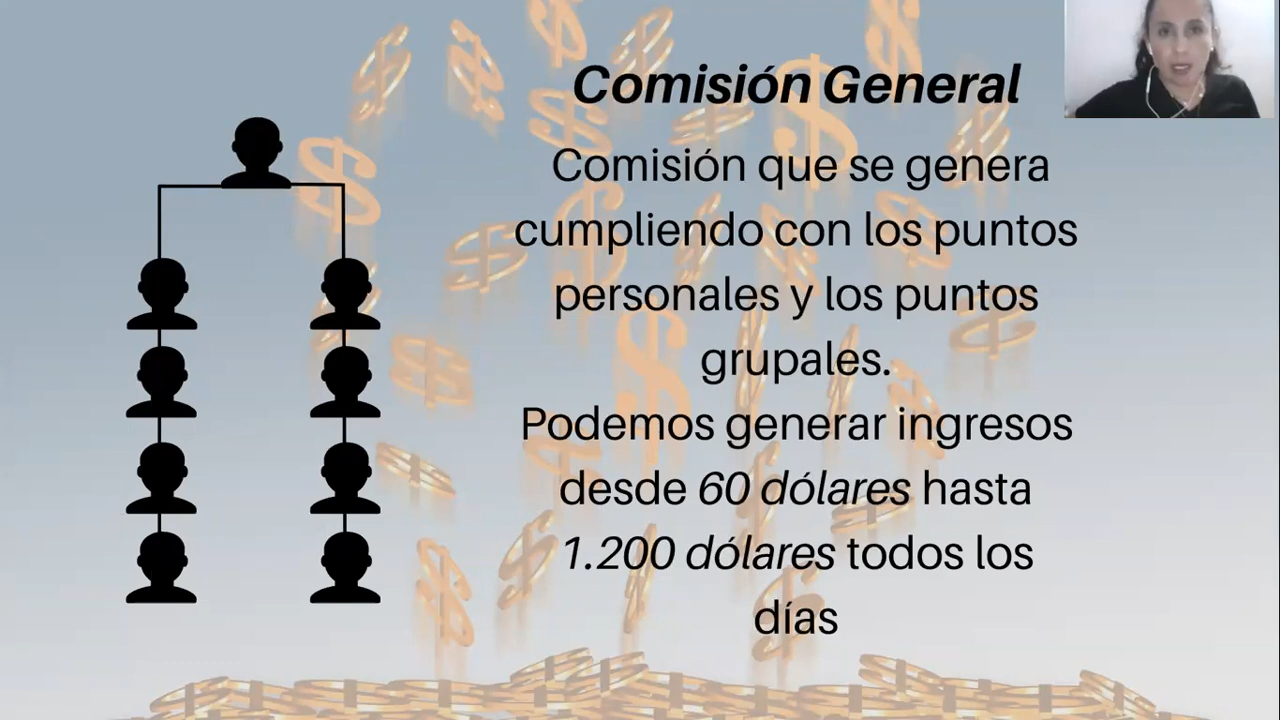 Comisión General
Comisión que se genera
cumpliendo con los puntos
personales y los puntos
grupales.
Podemos generar ingresos
desde 60 dólares hasta
1.200 dólares todos los
días